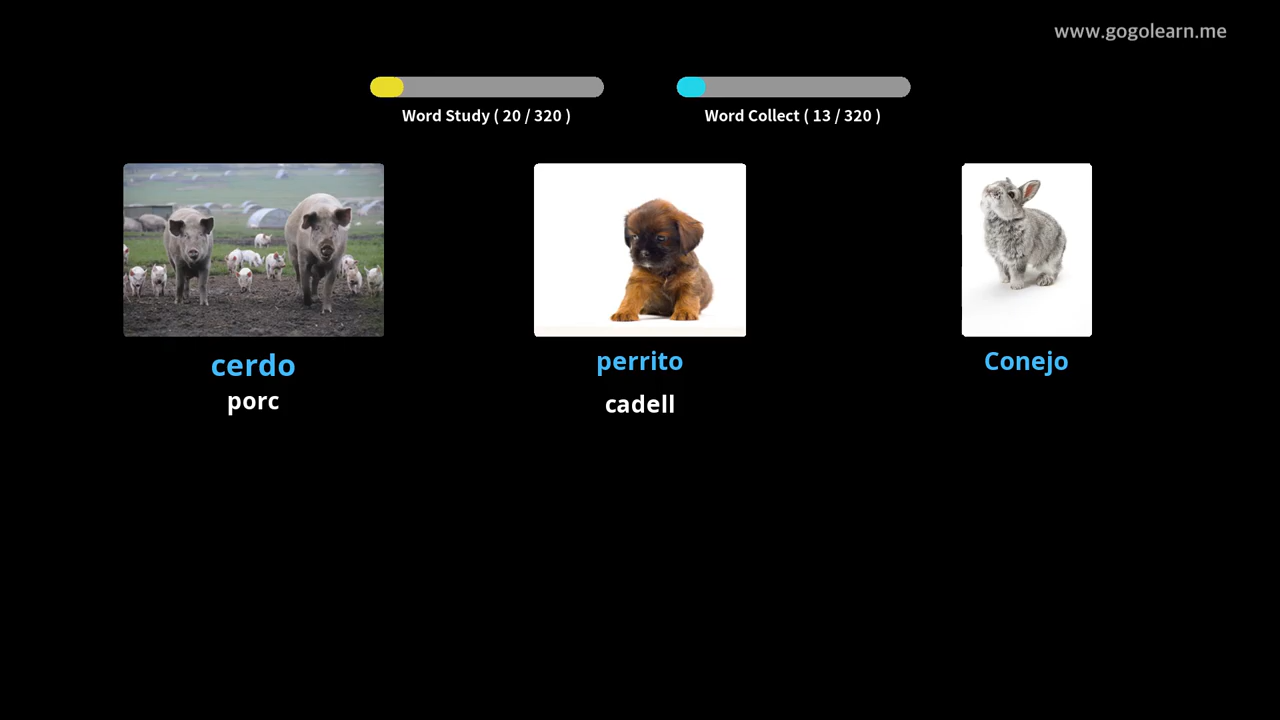 www.gogolearn.me
Word Study ( 20 / 320 )
Word Collect ( 13 / 320 )
cerdo
porc
perrito
cadell
Conejo